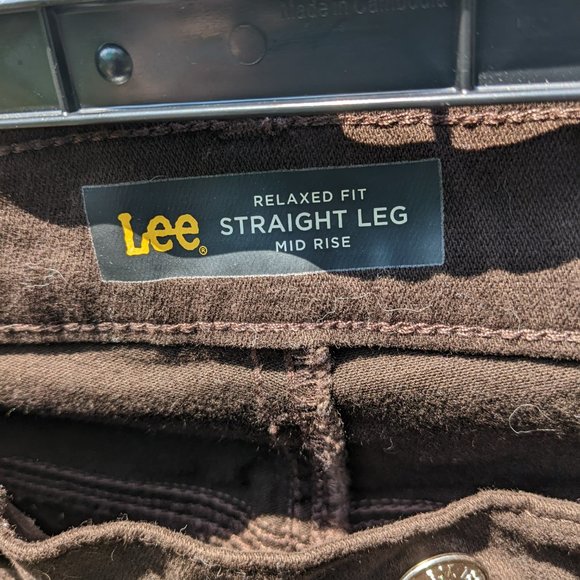 Made in Cambodia
Lee®
RELAXED FIT
STRAIGHT LEG
MID RISE